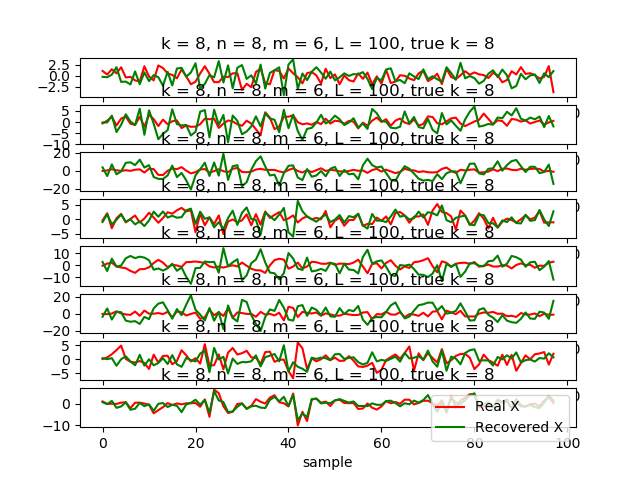 k = 8, n = 8, m = 6, L = 100, true k = 8
2.5
0.0
−2.5
k = 8, n = 8, m = 6, L = 100, true k = 8
5
0
−5
−10
k = 8, n = 8, m = 6, L = 100, true k = 8
20
0
−20
k = 8, n = 8, m = 6, L = 100, true k = 8
5
0
−5
k = 8, n = 8, m = 6, L = 100, true k = 8
10
0
−10
k = 8, n = 8, m = 6, L = 100, true k = 8
20
0
−20
k = 8, n = 8, m = 6, L = 100, true k = 8
5
0
−5
k = 8, n = 8, m = 6, L = 100, true k = 8
0
−10
Real X
Recovered X
0 20 40 60 80 100
sample